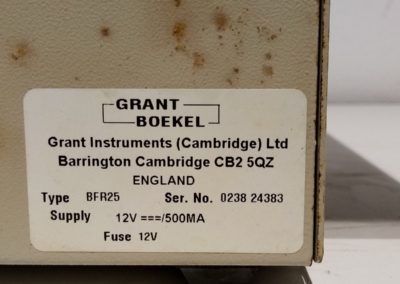 GRANT
BOEKEL
Grant Instruments (Cambridge) Ltd
Barrington Cambridge CB2 5QZ
ENGLAND
Type BFR25 Ser. No. 0238 24383
Supply 12V ===/500MA
Fuse 12V